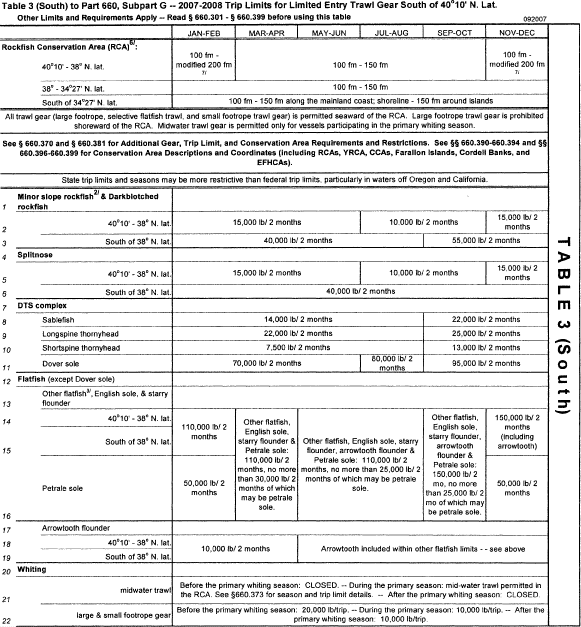 Table 3 (South) to Part 660, Subpart G -- 2007-2008 Trip Limits for Limited Entry Trawl Gear South of 40°10' N. Lat.
Other Limits and Requirements Apply -- Read § 660.301 - § 660.399 before using this table
092007
JAN-FEB MAR-APR MAY-JUN JUL-AUG SEP-OCT NOV-DEC
Rockfish Conservation Area (RCA)6/:
40°10' - 38° N. lat. 100 fm - modified 200 fm 7/ 100 fm - 150 fm 100 fm - modified 200 fm 7/
38° - 34°27' N. lat. 100 fm - 150 fm
South of 34°27' N. lat. 100 fm - 150 fm along the mainland coast; shoreline - 150 fm around islands
All trawl gear (large footrope, selective flatfish trawl, and small footrope trawl gear) is permitted seaward of the RCA. Large footrope trawl gear is prohibited
shoreward of the RCA. Midwater trawl gear is permitted only for vessels participating in the primary whiting season.
See § 660.370 and § 660.381 for Additional Gear, Trip Limit, and Conservation Area Requirements and Restrictions. See §§ 660.390-660.394 and §§
660.396-660.399 for Conservation Area Descriptions and Coordinates (including RCAs, YRCA, CCAs, Farallon Islands, Cordell Banks, and
EFHCAs).
State trip limits and seasons may be more restrictive than federal trip limits, particularly in waters off Oregon and California.
1 Minor slope rockfish2/ & Darkblotched rockfish
2 40°10' - 38° N. lat. 15,000 lb/ 2 months 10,000 lb/ 2 months 15,000 lb/ 2 months
3 South of 38° N. lat. 40,000 lb/ 2 months 55,000 lb/ 2 months
4 Splitnose
5 40°10' - 38° N. lat. 15,000 lb/ 2 months 10,000 lb/ 2 months 15,000 lb/ 2 months
6 South of 38° N. lat. 40,000 lb/ 2 months
7 DTS complex
8 Sablefish 14,000 lb/ 2 months 22,000 lb/ 2 months
9 Longspine thornyhead 22,000 lb/ 2 months 25,000 lb/ 2 months
10 Shortspine thornyhead 7,500 lb/ 2 months 13,000 lb/ 2 months
11 Dover sole 70,000 lb/ 2 months 80,000 lb/ 2 months 95,000 lb/ 2 months
12 Flatfish (except Dover sole)
13 Other flatfish3/, English sole, & starry flounder
14 40°10' - 38° N. lat.
15 South of 38° N. lat.
110,000 lb/ 2 months
Other flatfish, English sole, starry flounder & Petrale sole: 110,000 lb/ 2 months, no more than 30,000 lb/ 2 months of which may be petrale sole.
Other flatfish, English sole, starry flounder, arrowtooth flounder & Petrale sole: 110,000 lb/ 2 months, no more than 25,000 lb/ 2 months of which may be petrale sole.
Other flatfish, English sole, starry flounder, arrowtooth flounder & Petrale sole: 150,000 lb/ 2 mo, no more than 25,000 lb/ 2 mo of which may be petrale sole.
150,000 lb/ 2 months (including arrowtooth)
16 Petrale sole 50,000 lb/ 2 months 50,000 lb/ 2 months
17 Arrowtooth flounder
18 40°10' - 38° N. lat.
19 South of 38° N. lat.
10,000 lb/ 2 months Arrowtooth included within other flatfish limits - - see above
20 Whiting
21 midwater trawl Before the primary whiting season: CLOSED. -- During the primary season: mid-water trawl permitted in the RCA. See §660.373 for season and trip limit details. -- After the primary whiting season: CLOSED.
22 large & small footrope gear Before the primary whiting season: 20,000 lb/trip. -- During the primary season: 10,000 lb/trip. -- After the primary whiting season: 10,000 lb/trip.
TABLE 3 (South)